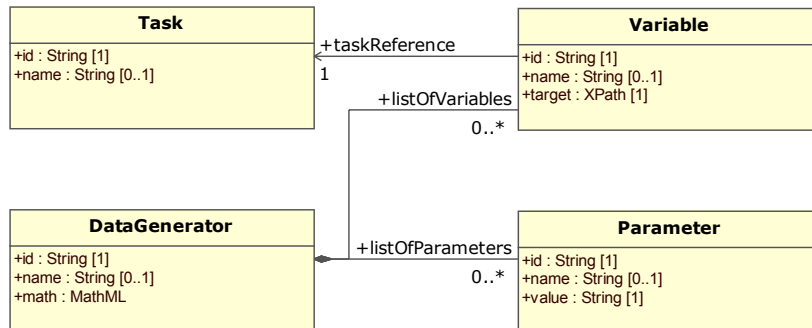 Task
+id : String [1]
+name : String [0..1]
+taskReference
1
Variable
+id : String [1]
+name : String [0..1]
+target : XPath [1]
+listOfVariables
0..*
DataGenerator
+id : String [1]
+name : String [0..1]
+math : MathML
+listOfParameters
0..*
Parameter
+id : String [1]
+name : String [0..1]
+value : String [1]